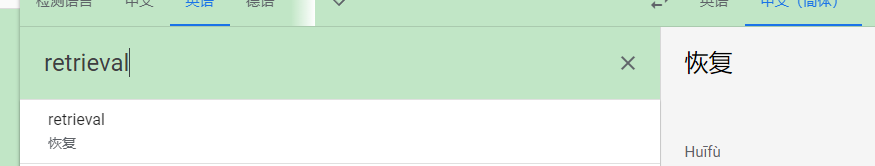 检测语言 中文 英语 德语 英语 中文（简体）
retrieval 恢复
retrieval
恢复
Huīfù